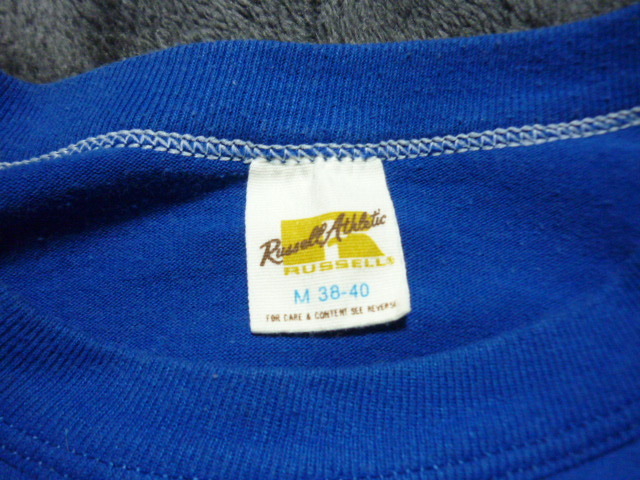 Russell Athletic
R
RUSSELL®
M 38-40
FOR CARE & CONTENT SEE REVERSE